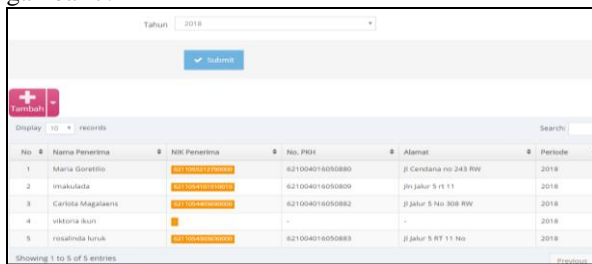 Tahun 2018
Submit
Tambah
Display 10 records Search:
No Nama Penerima NIK Penerima No. PKH Alamat Periode
1 Maria Goretilo 621004016050880 Jl Cendana no 243 RW 2018
2 imakulada 621004016050809 Jln Jalur 5 rt 11 2018
3 Carlota Magalaens 621004016050882 Jl Jalur 5 No 308 RW 2018
4 viktoria ikun - - 2018
5 rosalinda luruk 621004016050883 Jl Jalur 5 RT 11 No 2018
Showing 1 to 5 of 5 entries Previous